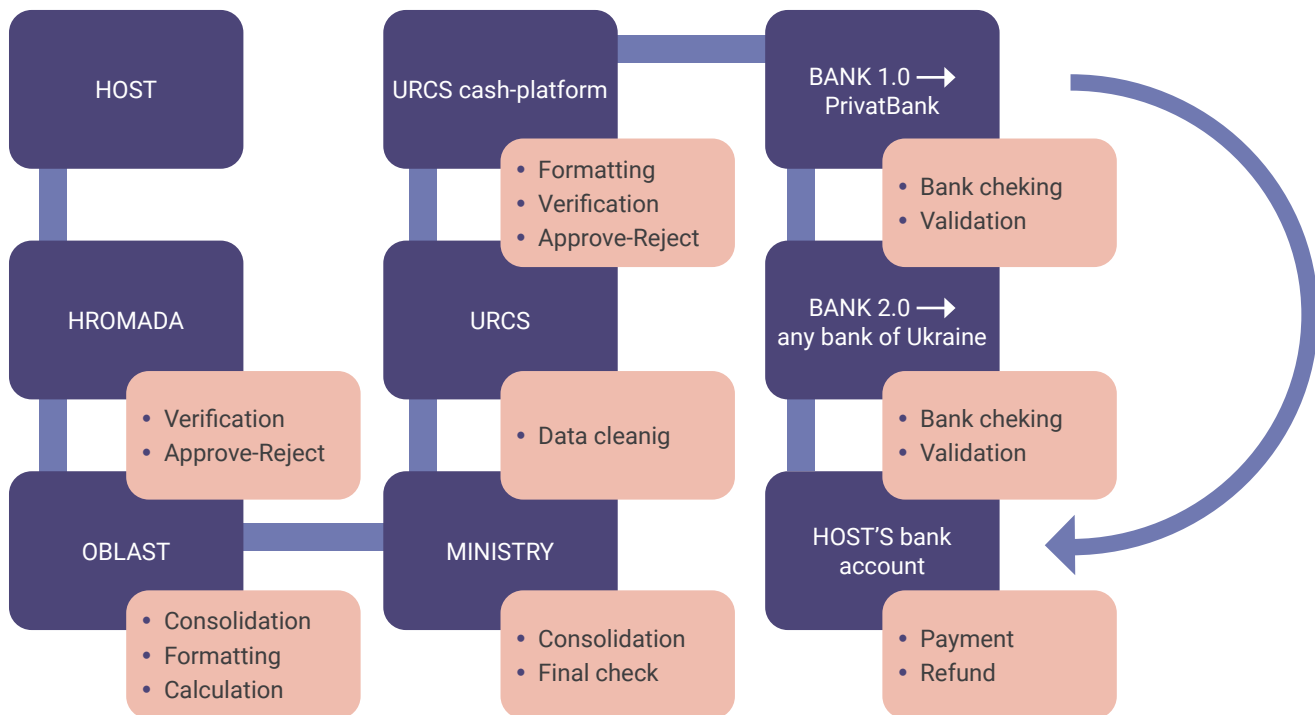 HOST
HROMADA
• Verification
• Approve-Reject
OBLAST
• Consolidation
• Formatting
• Calculation
MINISTRY
• Consolidation
• Final check
URCS
• Data cleanig
URCS cash-platform
• Formatting
• Verification
• Approve-Reject
BANK 1.0 →
PrivatBank
• Bank cheking
• Validation
BANK 2.0 →
any bank of Ukraine
• Bank cheking
• Validation
HOST'S bank
account
• Payment
• Refund